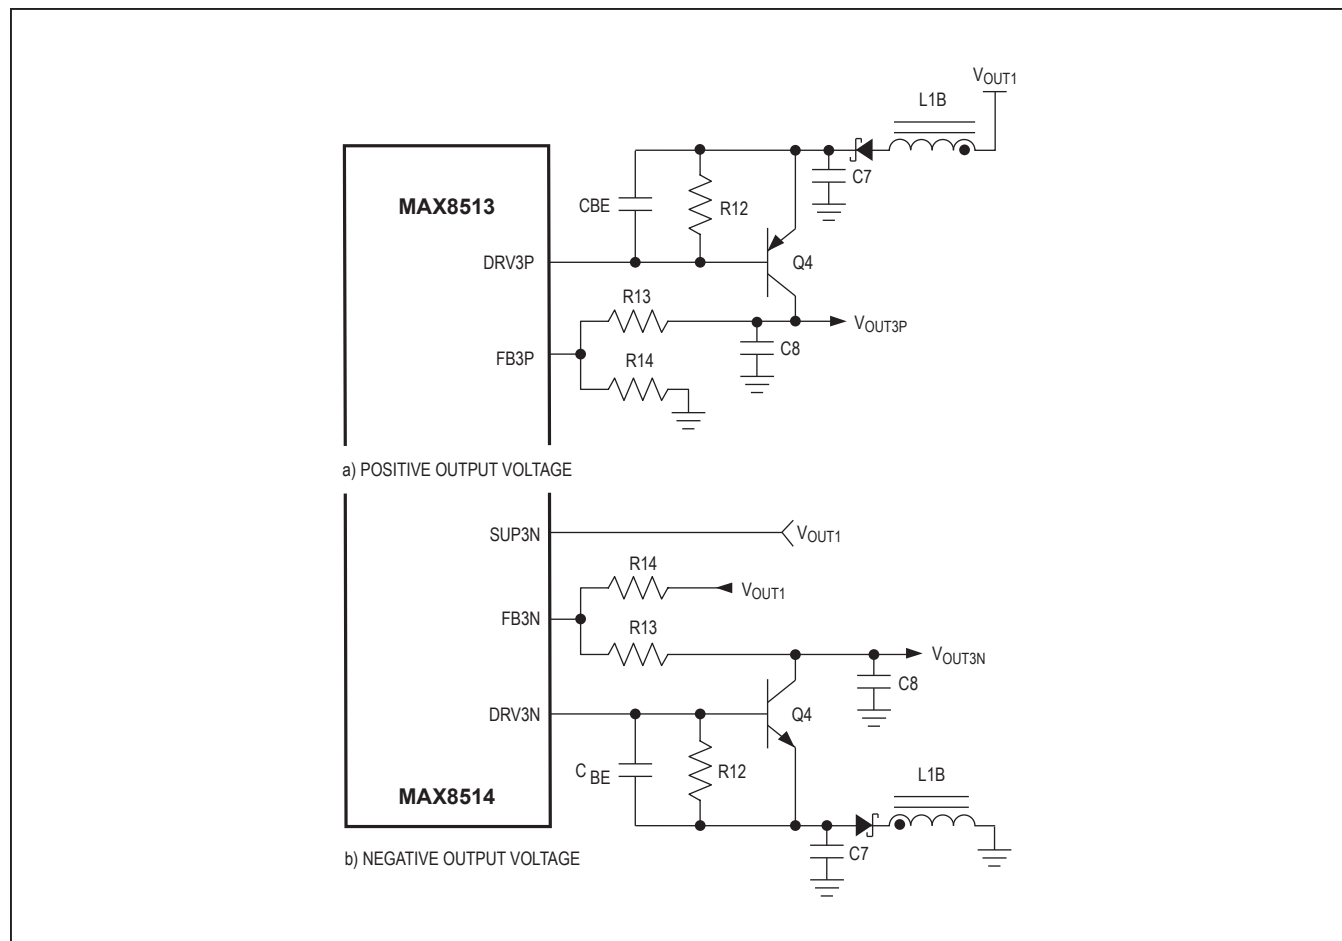 VOUT1
L1B
C7
MAX8513
CBE
R12
DRV3P
Q4
R13
VOUT3P
C8
FB3P
R14
a) POSITIVE OUTPUT VOLTAGE
SUP3N
VOUT1
R14
VOUT1
FB3N
R13
VOUT3N
C8
DRV3N
Q4
C BE
R12
L1B
MAX8514
C7
b) NEGATIVE OUTPUT VOLTAGE